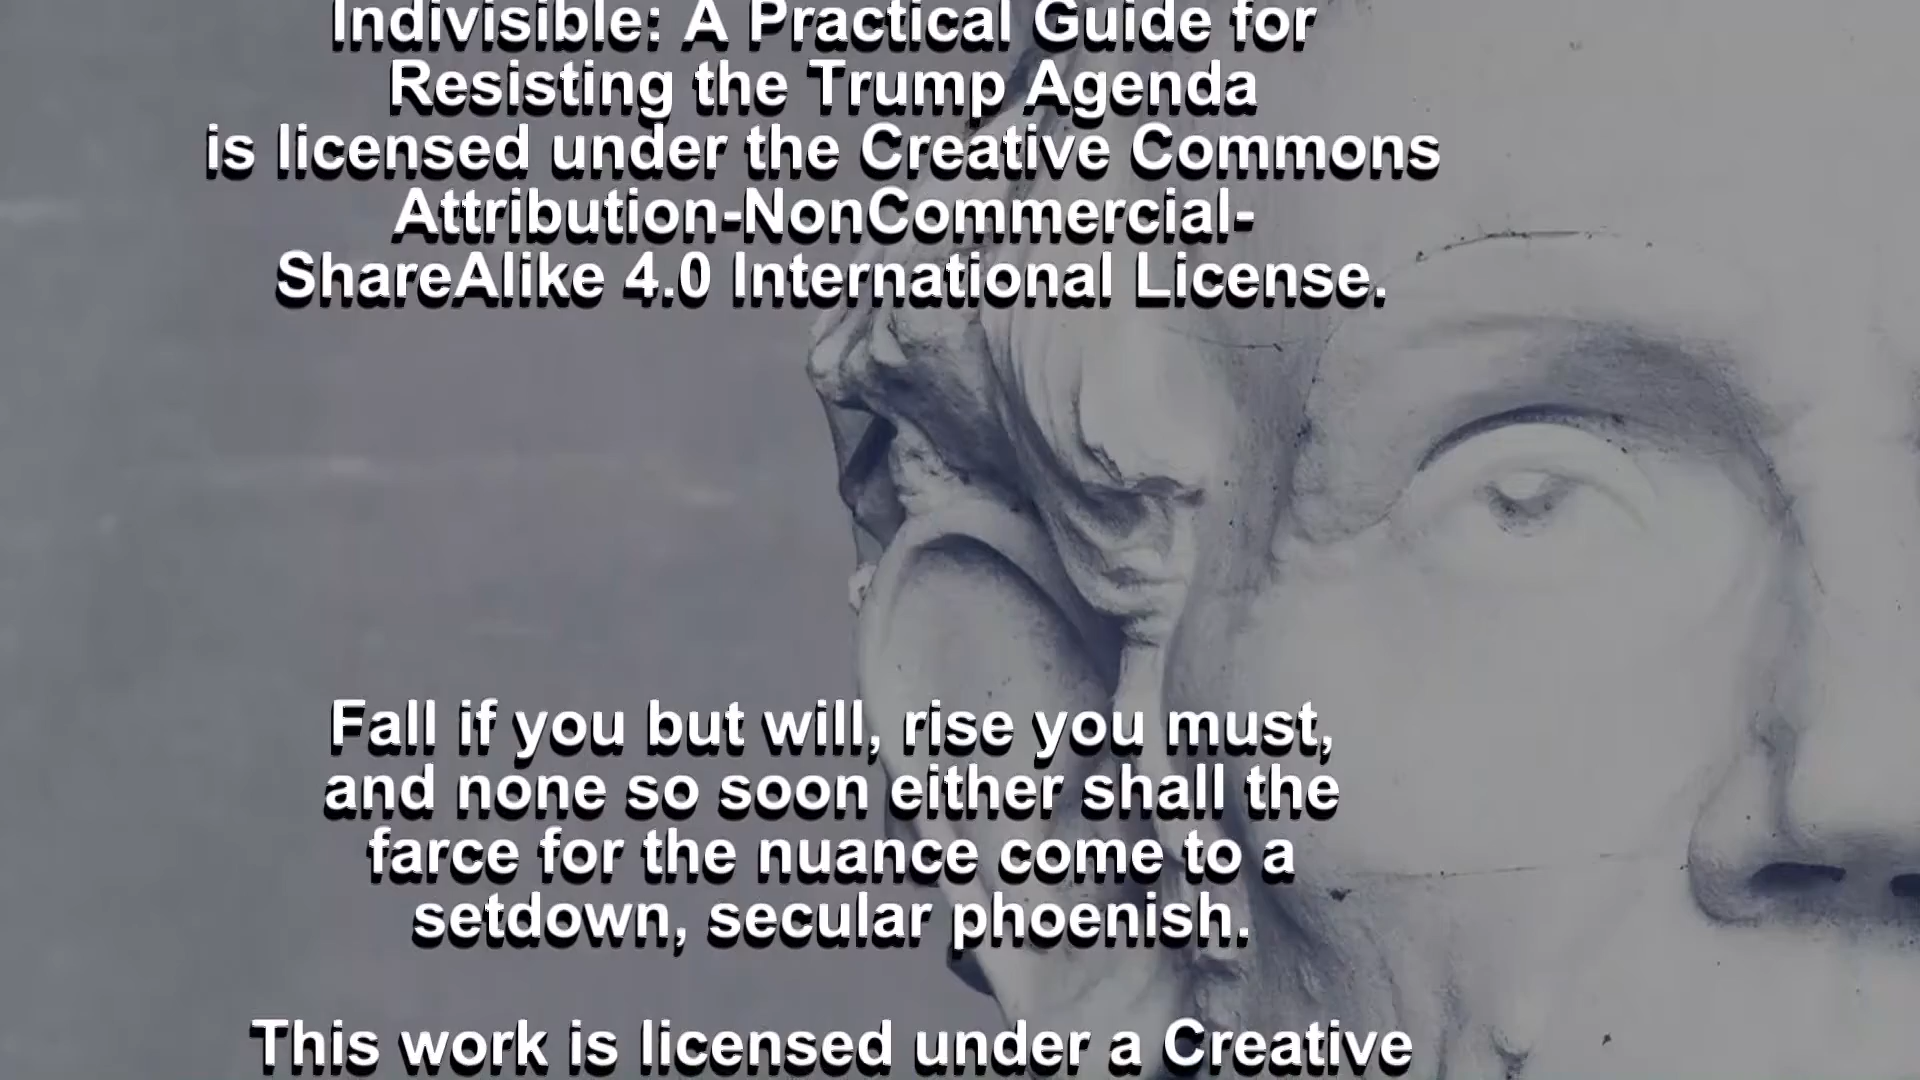 Indivisible: A Practical Guide for
Resisting the Trump Agenda
is licensed under the Creative Commons
Attribution-NonCommercial-
ShareAlike 4.0 International License.
Fall if you but will, rise you must,
and none so soon either shall the
farce for the nuance come to a
setdown, secular phoenish.
This work is licensed under a Creative